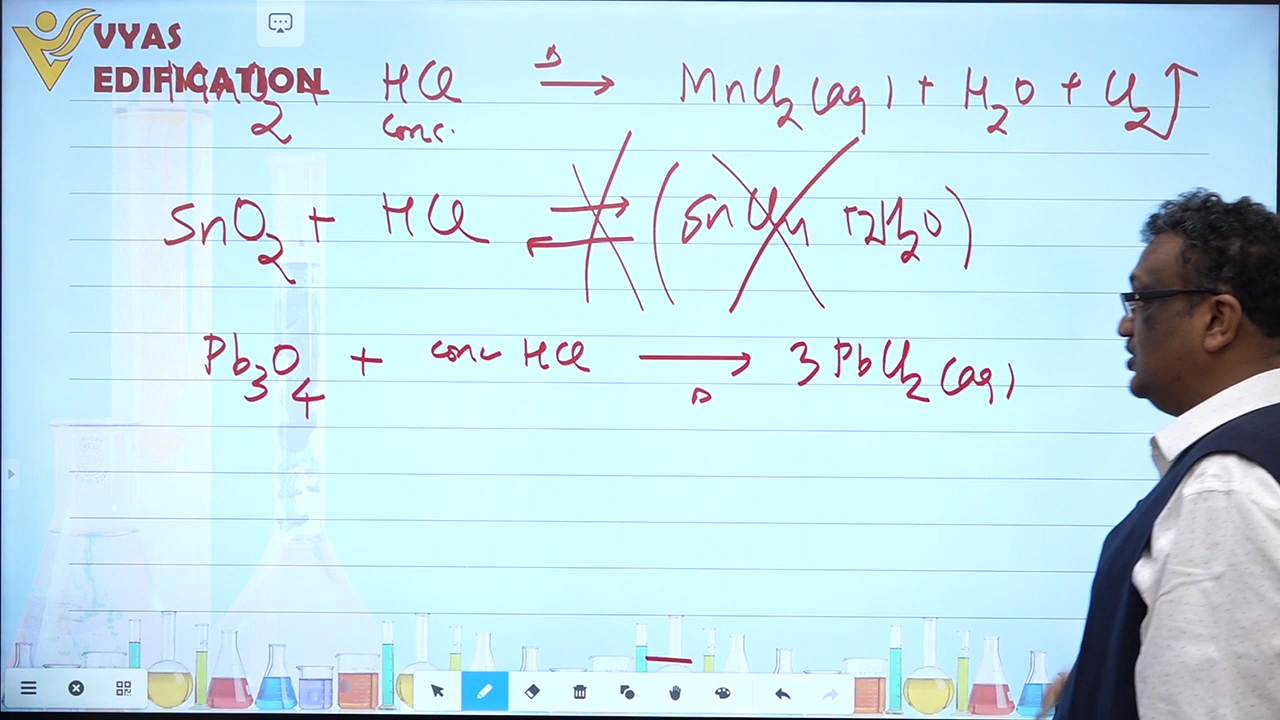 VYAS
EDIFICATION
MnO₂ + HCl →Δ MnCl₂(aq) + H₂O + Cl₂↑
conc.
SnO₂ + HCl ⇌ (SnCl₄ + 2H₂O)
Pb₃O₄ + conc HCl →Δ 3PbCl₂(aq)